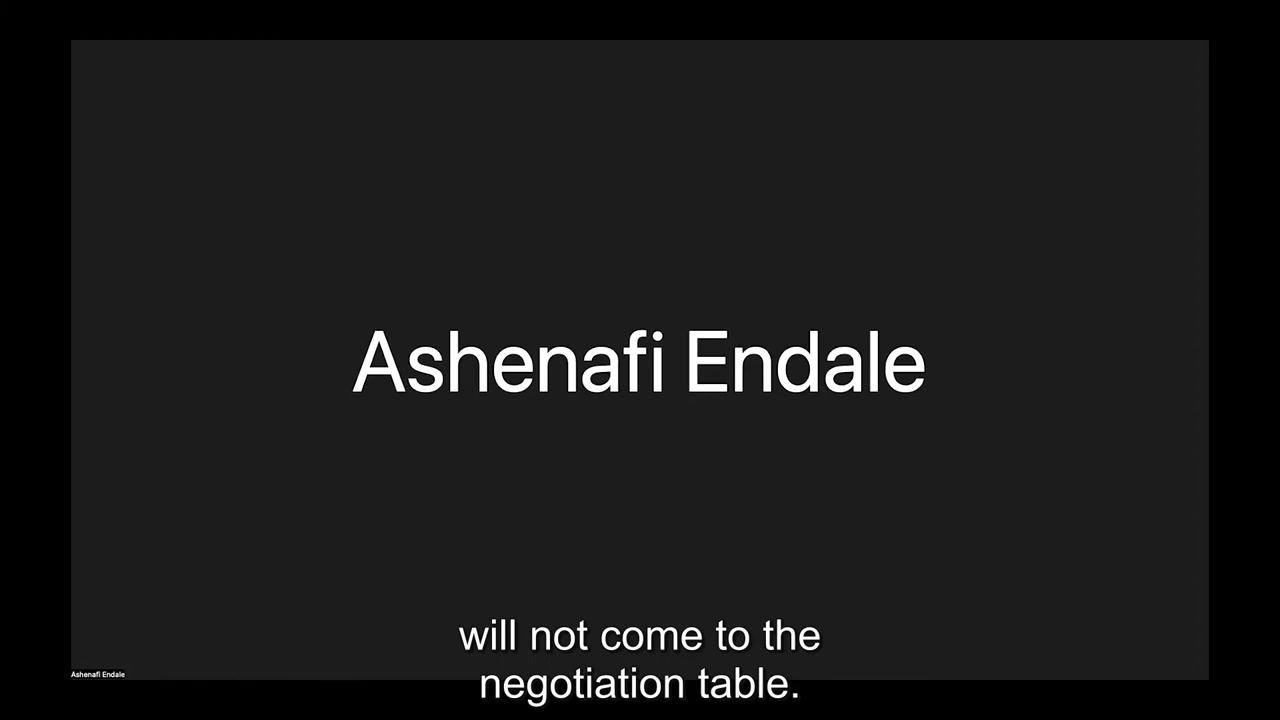 Ashenafi Endale
will not come to the
negotiation table.
Ashenafi Endale